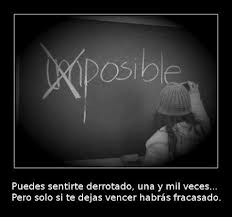 imposible
Puedes sentirte derrotado, una y mil veces...
Pero solo si te dejas vencer habrás fracasado.